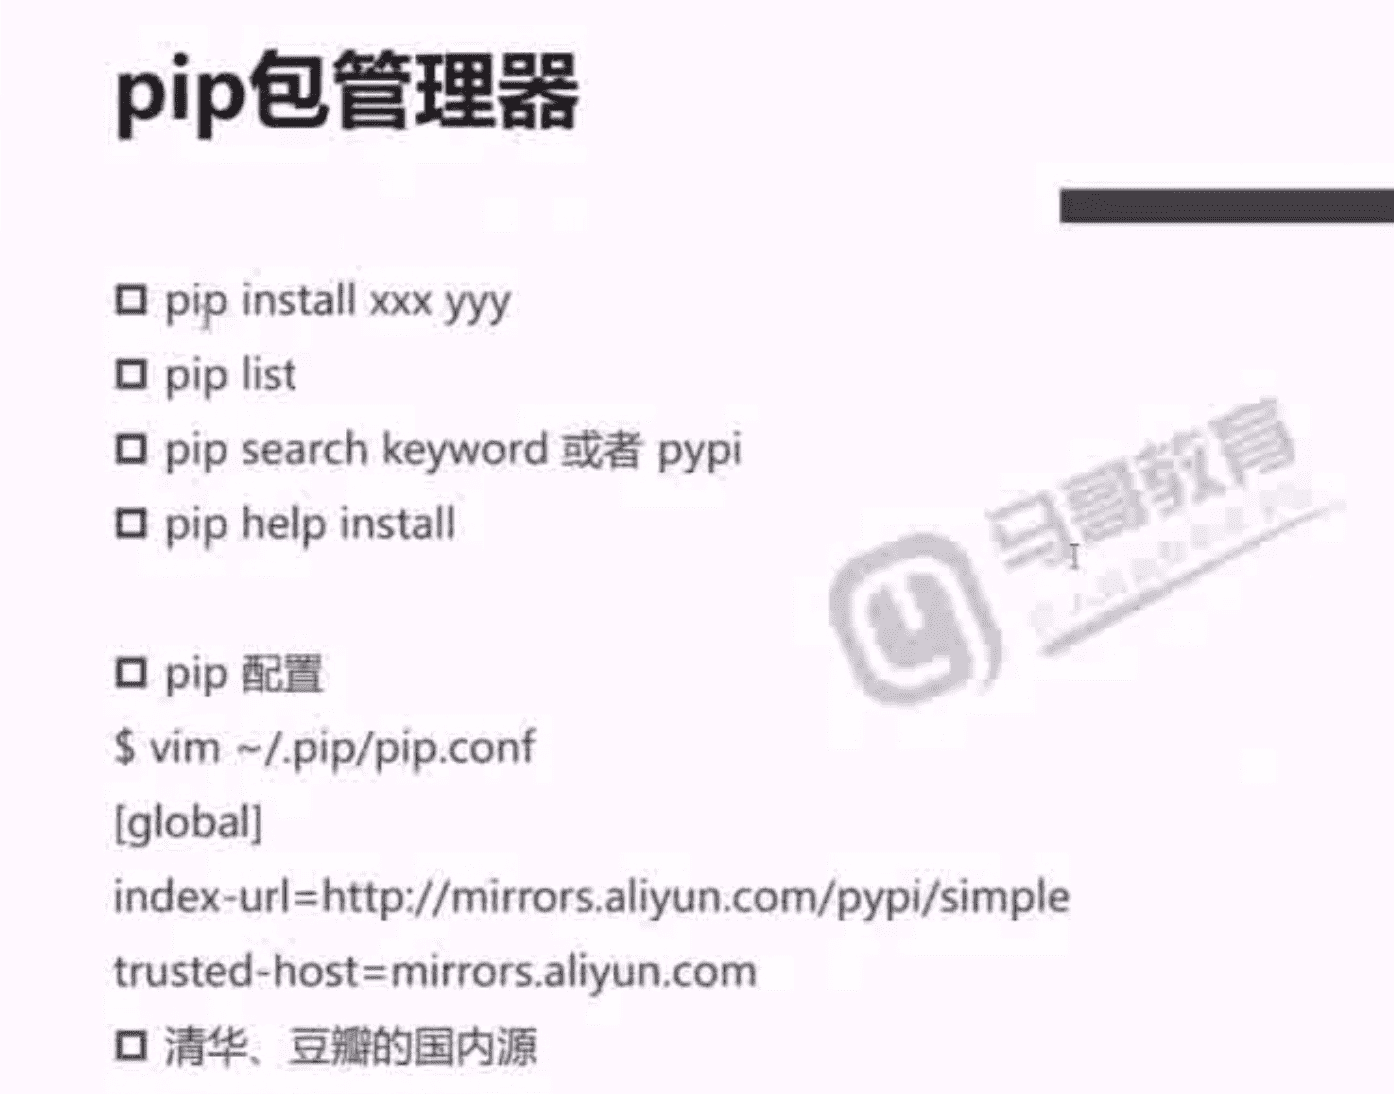 pip包管理器
pip install xxx yyy
pip list
pip search keyword 或者 pypi
pip help install
马哥教育
pip 配置
$ vim ~/.pip/pip.conf
[global]
index-url=http://mirrors.aliyun.com/pypi/simple
trusted-host=mirrors.aliyun.com
清华、豆瓣的国内源